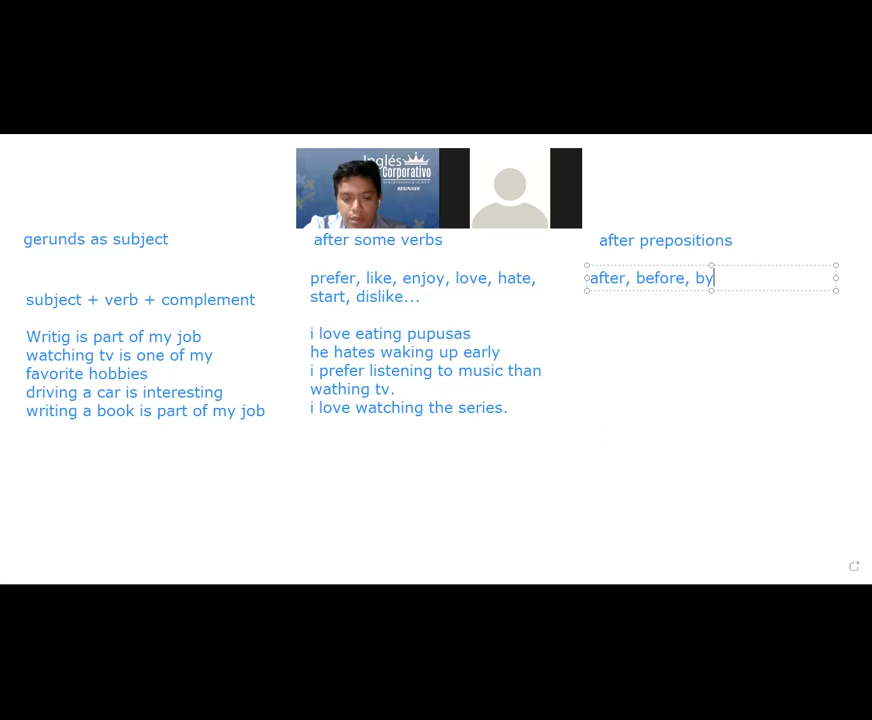 Inglés
Corporativo
BEGINNER
gerunds as subject
subject + verb + complement
Writig is part of my job
watching tv is one of my
favorite hobbies
driving a car is interesting
writing a book is part of my job
after some verbs
prefer, like, enjoy, love, hate,
start, dislike...
i love eating pupusas
he hates waking up early
i prefer listening to music than
wathing tv.
i love watching the series.
after prepositions
after, before, by